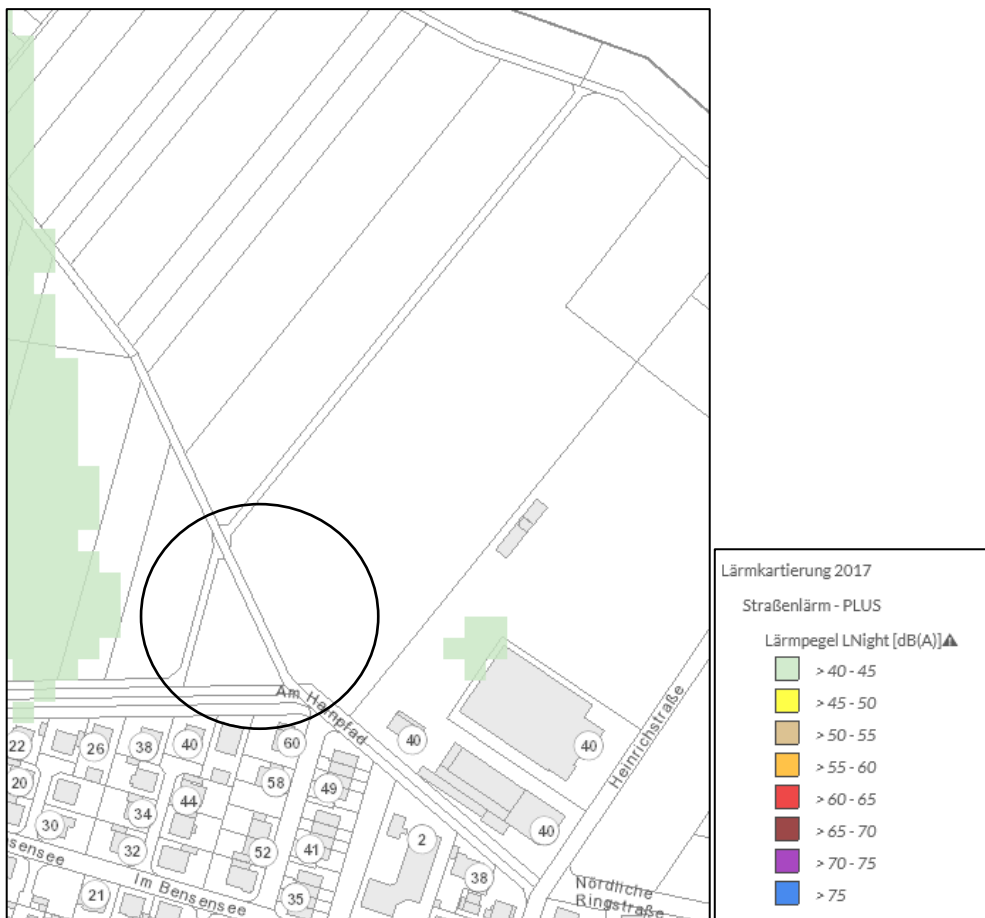 Am Hainpfad
Heinrichstraße
22
26
38
40
60
40
40
20
58
49
44
30
34
2
40
32
52
41
38
sensee
Im Bensensee
21
35
Nördliche
Ringstraße
Lärmkartierung 2017
Straßenlärm - PLUS
Lärmpegel LNight [dB(A)]
> 40 - 45
> 45 - 50
> 50 - 55
> 55 - 60
> 60 - 65
> 65 - 70
> 70 - 75
> 75